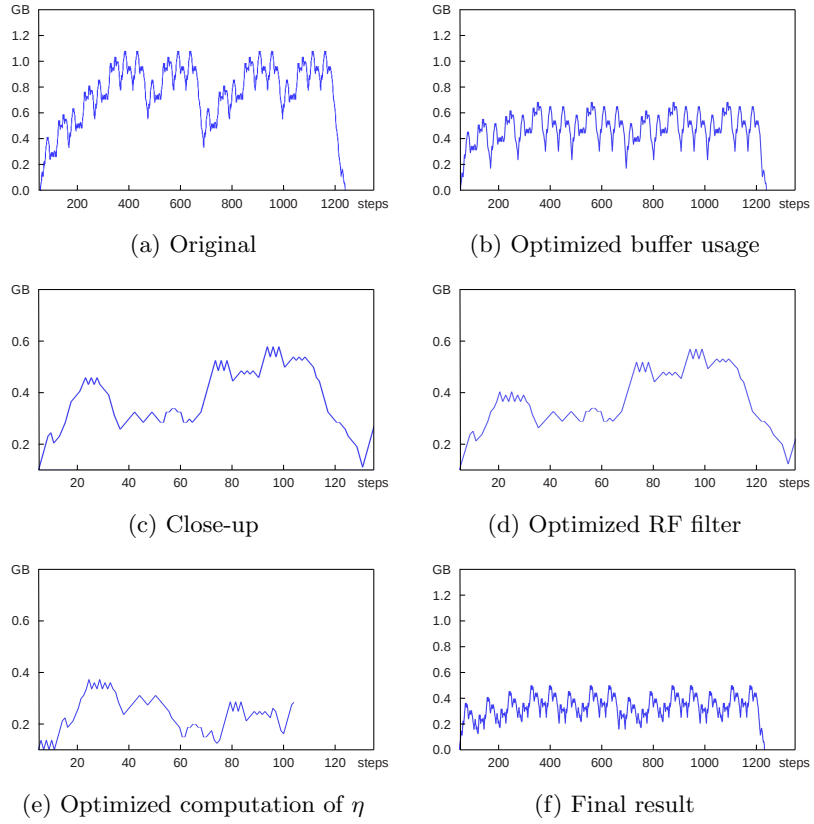 GB GB
1.2 1.2
1.0 1.0
0.8 0.8
0.6 0.6
0.4 0.4
0.2 0.2
0.0 0.0
200 400 600 800 1000 1200 steps 200 400 600 800 1000 1200 steps
(a) Original (b) Optimized buffer usage
GB GB
0.6 0.6
0.4 0.4
0.2 0.2
20 40 60 80 100 120 steps 20 40 60 80 100 120 steps
(c) Close-up (d) Optimized RF filter
GB GB
1.2
0.6 1.0
0.8
0.4 0.6
0.4
0.2 0.2
0.0
20 40 60 80 100 120 steps 200 400 600 800 1000 1200 steps
(e) Optimized computation of η (f) Final result